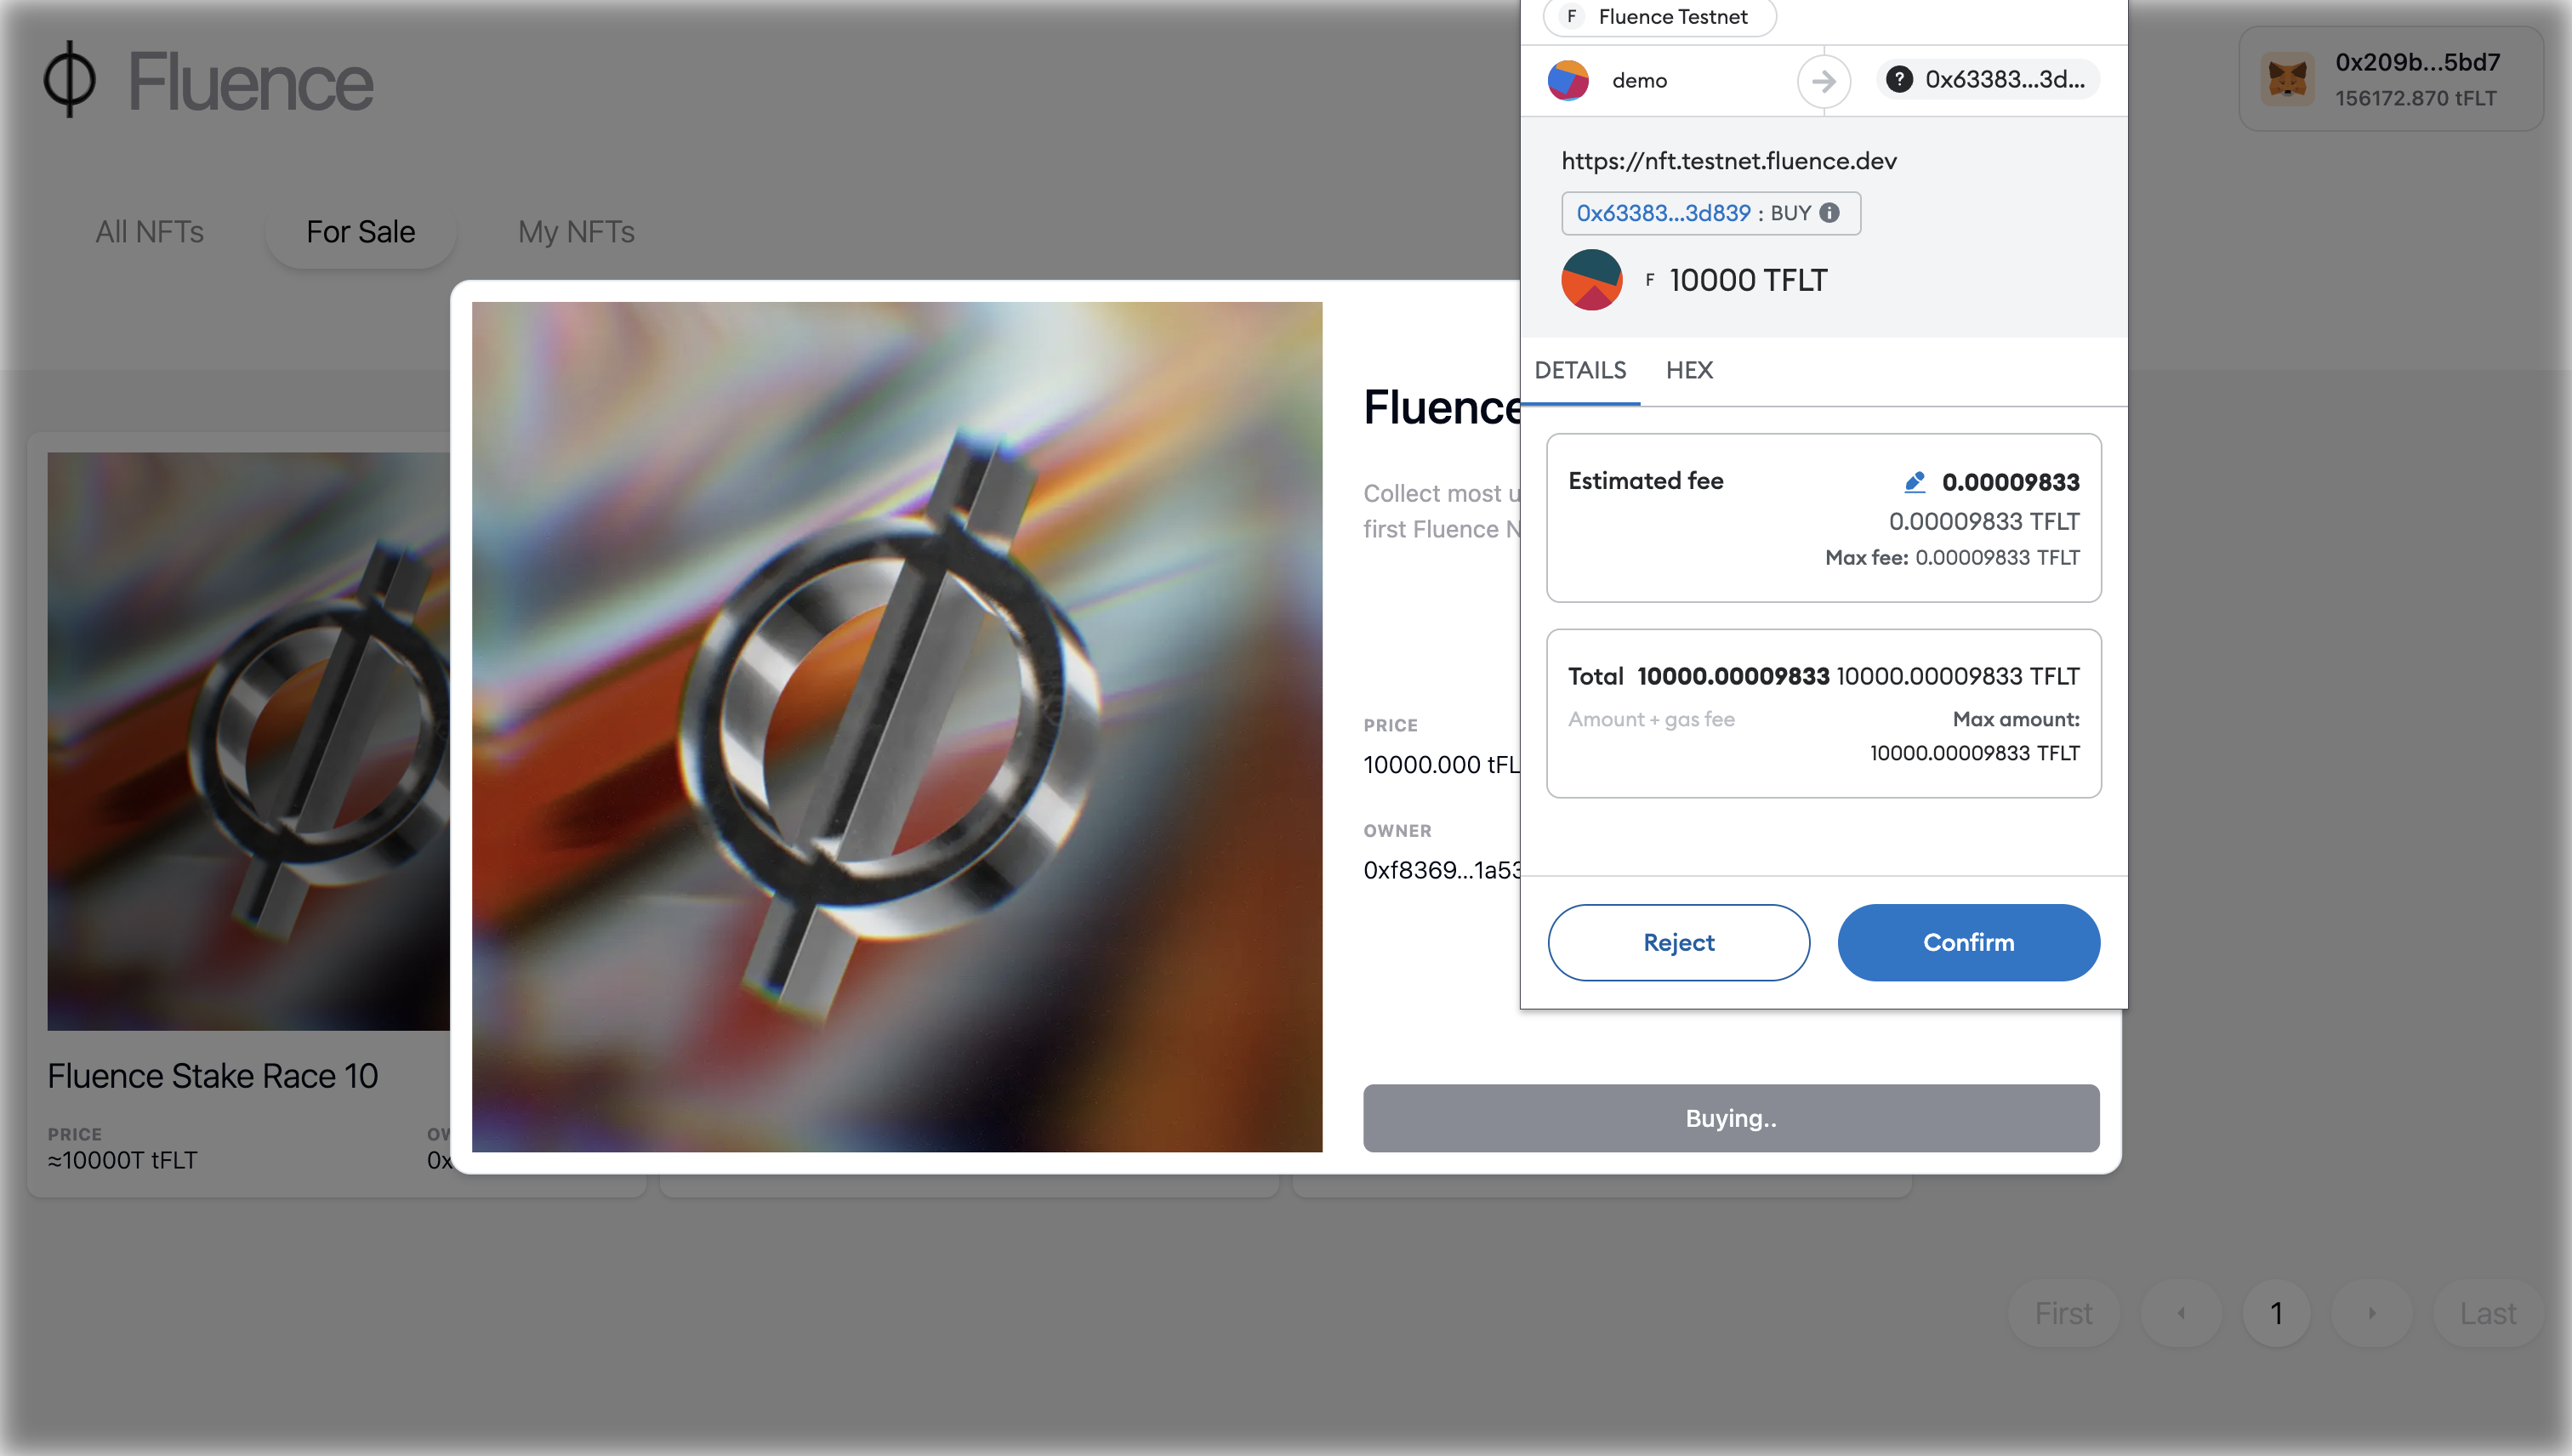 Fluence
0x209b...5bd7
156172.870 tFLT
All NFTs
For Sale
My NFTs
F Fluence Testnet
demo
? 0x63383...3d...
https://nft.testnet.fluence.dev
0x63383...3d839 : BUY
F 10000 TFLT
DETAILS
HEX
Estimated fee
0.00009833
0.00009833 TFLT
Max fee: 0.00009833 TFLT
Total 10000.00009833 10000.00009833 TFLT
Amount + gas fee
Max amount:
10000.00009833 TFLT
Reject
Confirm
Fluence
Collect most u
first Fluence N
PRICE
10000.000 tFL
OWNER
0xf8369...1a53
Buying..
Fluence Stake Race 10
PRICE
≈10000T tFLT
OW
0x
First
1
Last